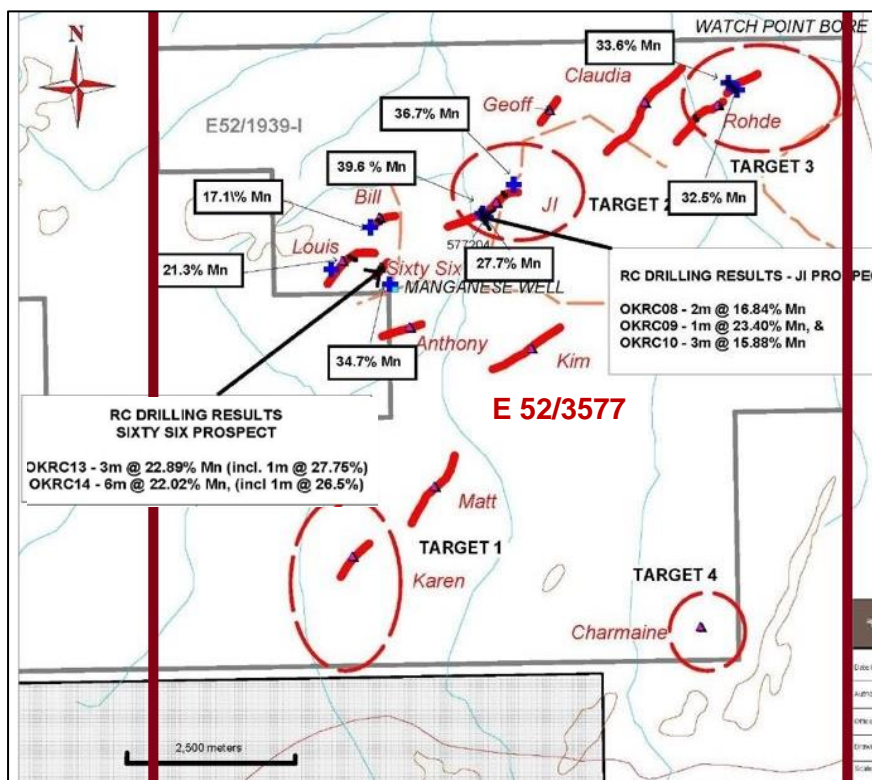 WATCH POINT BORE
N
33.6% Mn
Claudia
Geoff
36.7% Mn
Rohde
E52/1939-I
TARGET 3
39.6 % Mn
JI
TARGET 2
32.5% Mn
Bill
17.1\% Mn
577204
27.7% Mn
Louis
21.3% Mn
Sixty Six
MANGANESE WELL
RC DRILLING RESULTS - JI PROSPE
OKRC08 - 2m @ 16.84% Mn
OKRC09 - 1m @ 23.40% Mn, &
OKRC10 - 3m @ 15.88% Mn
Anthony
Kim
34.7% Mn
E 52/3577
RC DRILLING RESULTS
SIXTY SIX PROSPECT
OKRC13 - 3m @ 22.89% Mn (incl. 1m @ 27.75%)
OKRC14 - 6m @ 22.02% Mn, (incl 1m @ 26.5%)
Matt
TARGET 1
Karen
TARGET 4
Charmaine
2,500 meters